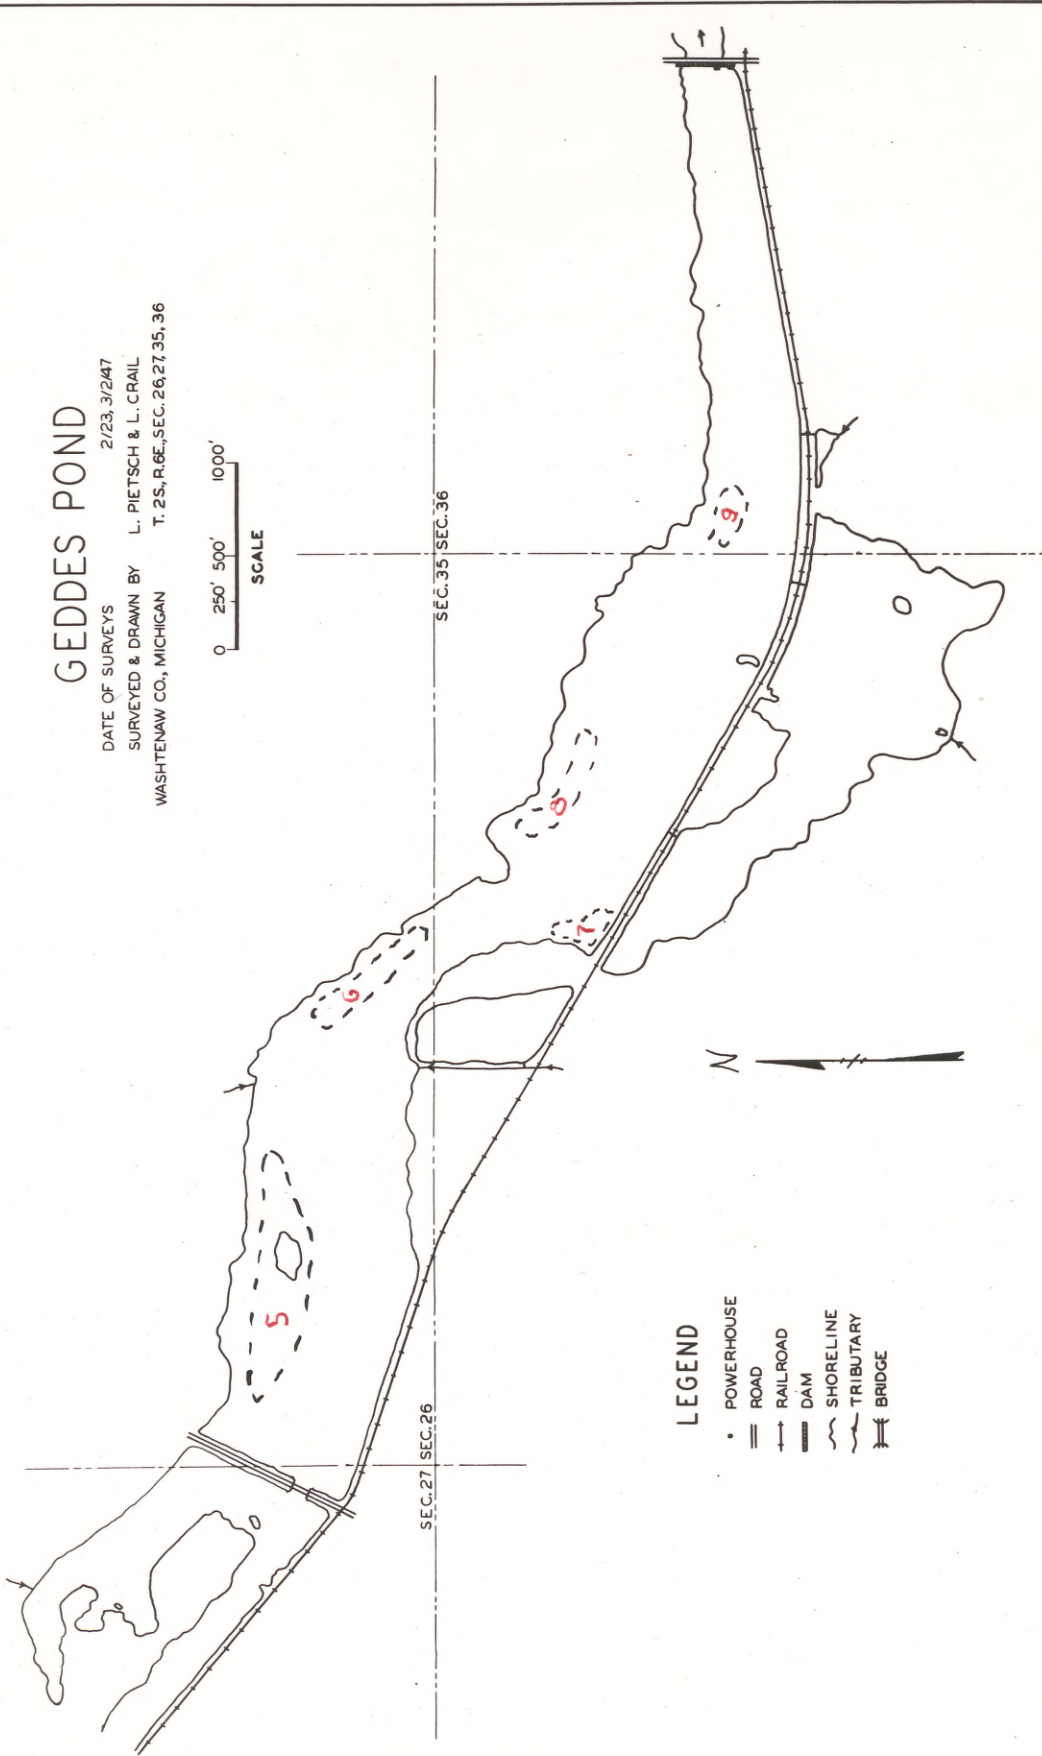 GEDDES POND
DATE OF SURVEYS 2/23, 3/2/47
SURVEYED & DRAWN BY L. PIETSCH & L. CRAIL
WASHTENAW CO., MICHIGAN T. 2S., R.6E., SEC. 26,27, 35, 36
0 250' 500' 1000'
SCALE
5
6
7
8
9
SEC. 27 SEC. 26
SEC. 35 SEC. 36
N
LEGEND
POWERHOUSE
ROAD
RAILROAD
DAM
SHORELINE
TRIBUTARY
BRIDGE